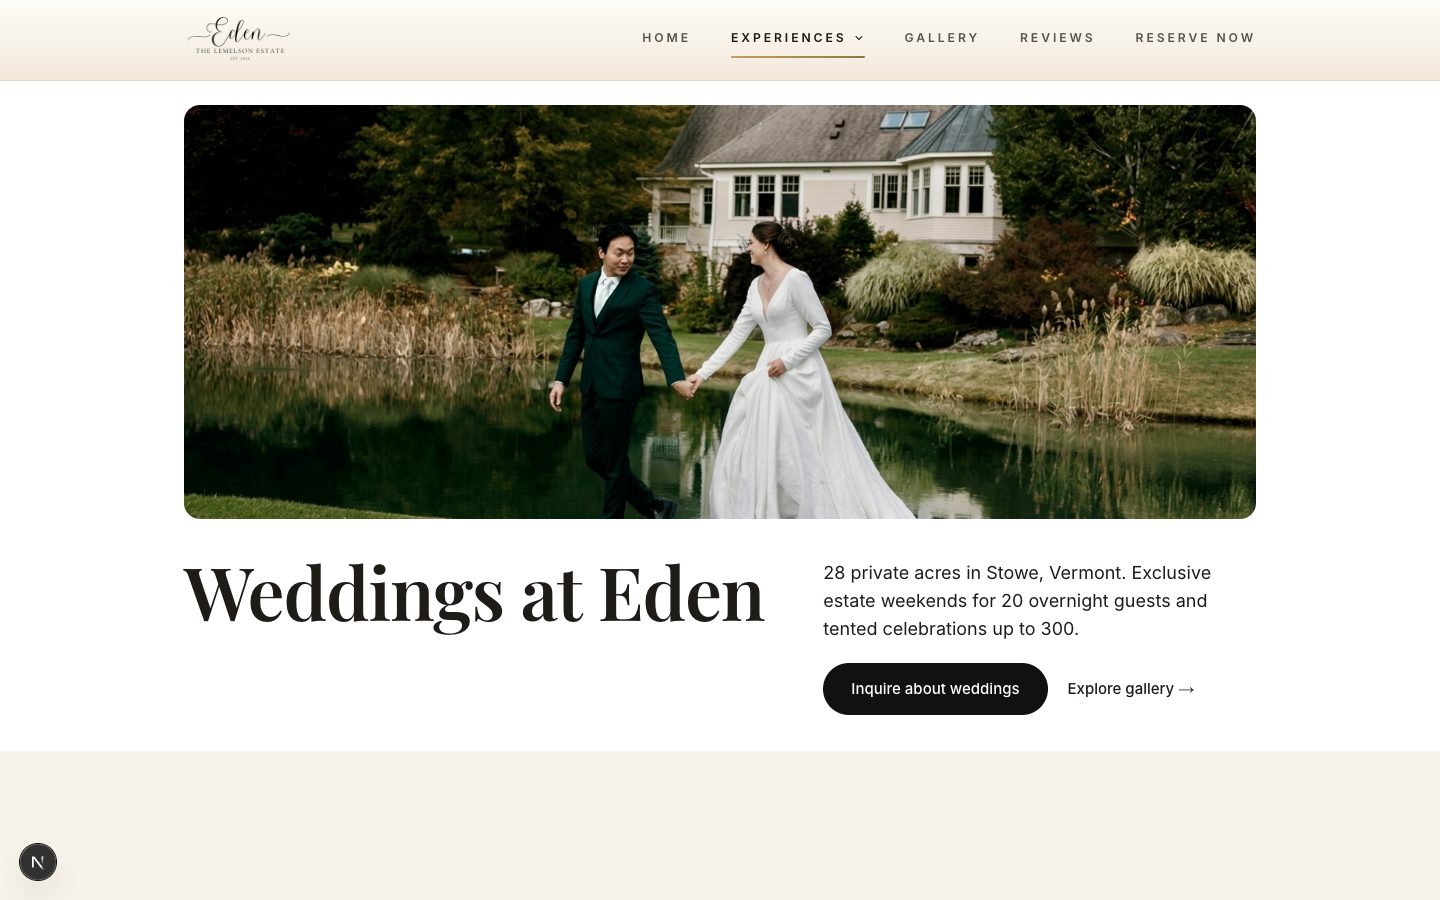 Eden
THE LEMELSON ESTATE
HOME
EXPERIENCES
GALLERY
REVIEWS
RESERVE NOW
Weddings at Eden
28 private acres in Stowe, Vermont. Exclusive
estate weekends for 20 overnight guests and
tented celebrations up to 300.
Inquire about weddings
Explore gallery →
N